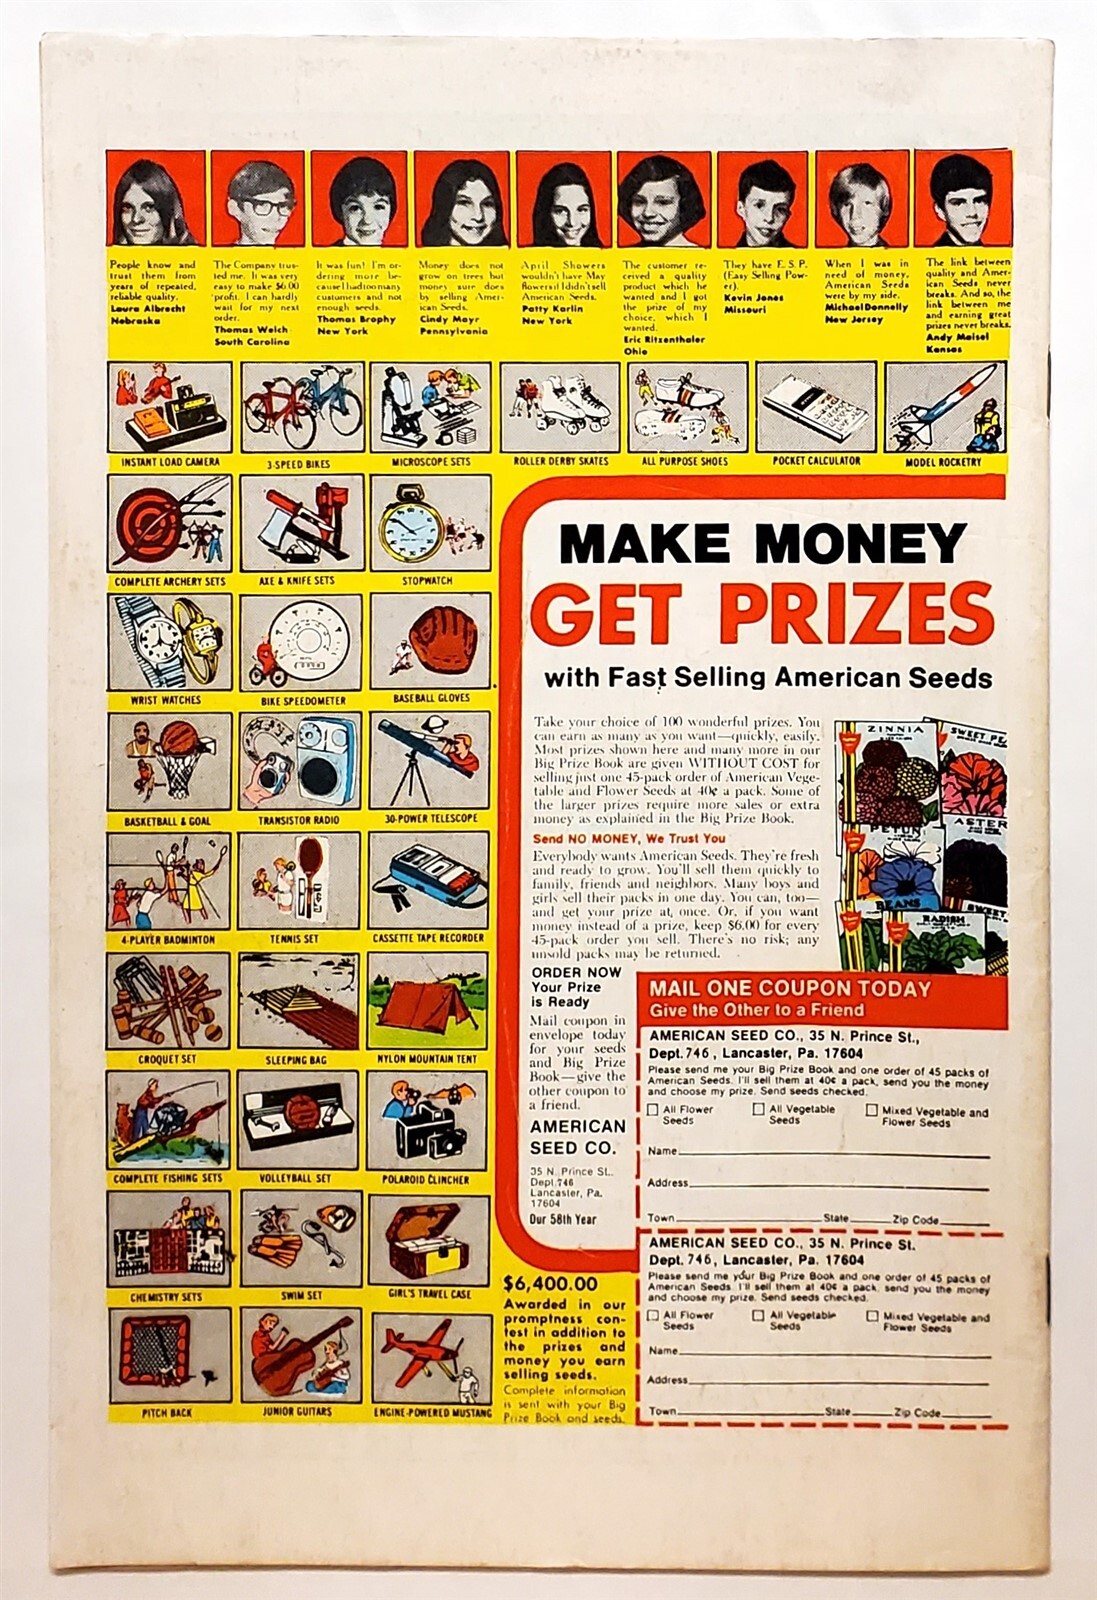 People know and
trust them from
years of repeated,
reliable quality.
Laura Albrecht
Nebraska
The Company trus-
ted me. It was very
easy to make $6.00
profit. I can hardly
wait for my next
order.
Thomas Welch
South Carolina
It was fun! I'm or-
dering more be-
cause I had too many
customers and not
enough seeds.
Thomas Brophy
New York
Money does not
grow on trees but
money sure does
by selling Amer-
ican Seeds.
Cindy Mayr
Pennsylvania
April Showers
wouldn't have May
flowers if I didn't sell
American Seeds.
Patty Karlin
New York
The customer re-
ceived a quality
product which he
wanted and I got
the prize of my
choice, which I
wanted.
Eric Ritzenthaler
Ohio
They have E.S.P.
(Easy Selling Pow-
er).
Kevin Jones
Missouri
When I was in
need of money,
American Seeds
were by my side.
Michael Donnelly
New Jersey
The link between
quality and Amer-
ican Seeds never
breaks. And so, the
link between me
and earning great
prizes never breaks.
Andy Maisel
Kansas
INSTANT LOAD CAMERA
3-SPEED BIKES
MICROSCOPE SETS
ROLLER DERBY SKATES
ALL PURPOSE SHOES
POCKET CALCULATOR
MODEL ROCKETRY
COMPLETE ARCHERY SETS
AXE & KNIFE SETS
STOPWATCH
WRIST WATCHES
BIKE SPEEDOMETER
BASEBALL GLOVES
BASKETBALL & GOAL
TRANSISTOR RADIO
30-POWER TELESCOPE
4-PLAYER BADMINTON
TENNIS SET
CASSETTE TAPE RECORDER
CROQUET SET
SLEEPING BAG
NYLON MOUNTAIN TENT
COMPLETE FISHING SETS
VOLLEYBALL SET
POLAROID CLINCHER
CHEMISTRY SETS
SWIM SET
GIRL'S TRAVEL CASE
PITCH BACK
JUNIOR GUITARS
ENGINE-POWERED MUSTANG
MAKE MONEY
GET PRIZES
with Fast Selling American Seeds
Take your choice of 100 wonderful prizes. You
can earn as many as you want—quickly, easily.
Most prizes shown here and many more in our
Big Prize Book are given WITHOUT COST for
selling just one 45-pack order of American Vege-
table and Flower Seeds at 40¢ a pack. Some of
the larger prizes require more sales or extra
money as explained in the Big Prize Book.
Send NO MONEY, We Trust You
Everybody wants American Seeds. They're fresh
and ready to grow. You'll sell them quickly to
family, friends and neighbors. Many boys and
girls sell their packs in one day. You can, too—
and get your prize at once. Or, if you want
money instead of a prize, keep $6.00 for every
45-pack order you sell. There's no risk; any
unsold packs may be returned.
ZINNIA
SWEET PE
PETUN
ASTER
BEANS
RADISH
SWEET
ORDER NOW
Your Prize
is Ready
Mail coupon in
envelope today
for your seeds
and Big Prize
Book—give the
other coupon to
a friend.
AMERICAN
SEED CO.
35 N. Prince St.
Dept. 746
Lancaster, Pa.
17604
Our 58th Year
$6,400.00
Awarded in our
promptness con-
test in addition to
the prizes and
money you earn
selling seeds.
Complete information
is sent with your Big
Prize Book and seeds.
MAIL ONE COUPON TODAY
Give the Other to a Friend
AMERICAN SEED CO., 35 N. Prince St.,
Dept. 746, Lancaster, Pa. 17604
Please send me your Big Prize Book and one order of 45 packs of
American Seeds. I'll sell them at 40¢ a pack, send you the money
and choose my prize. Send seeds checked.
All Flower
Seeds
All Vegetable
Seeds
Mixed Vegetable and
Flower Seeds
Name
Address
Town State Zip Code
AMERICAN SEED CO., 35 N. Prince St.
Dept. 746, Lancaster, Pa. 17604
Please send me your Big Prize Book and one order of 45 packs of
American Seeds. I'll sell them at 40¢ a pack, send you the money
and choose my prize. Send seeds checked.
All Flower
Seeds
All Vegetable
Seeds
Mixed Vegetable and
Flower Seeds
Name
Address
Town State Zip Code